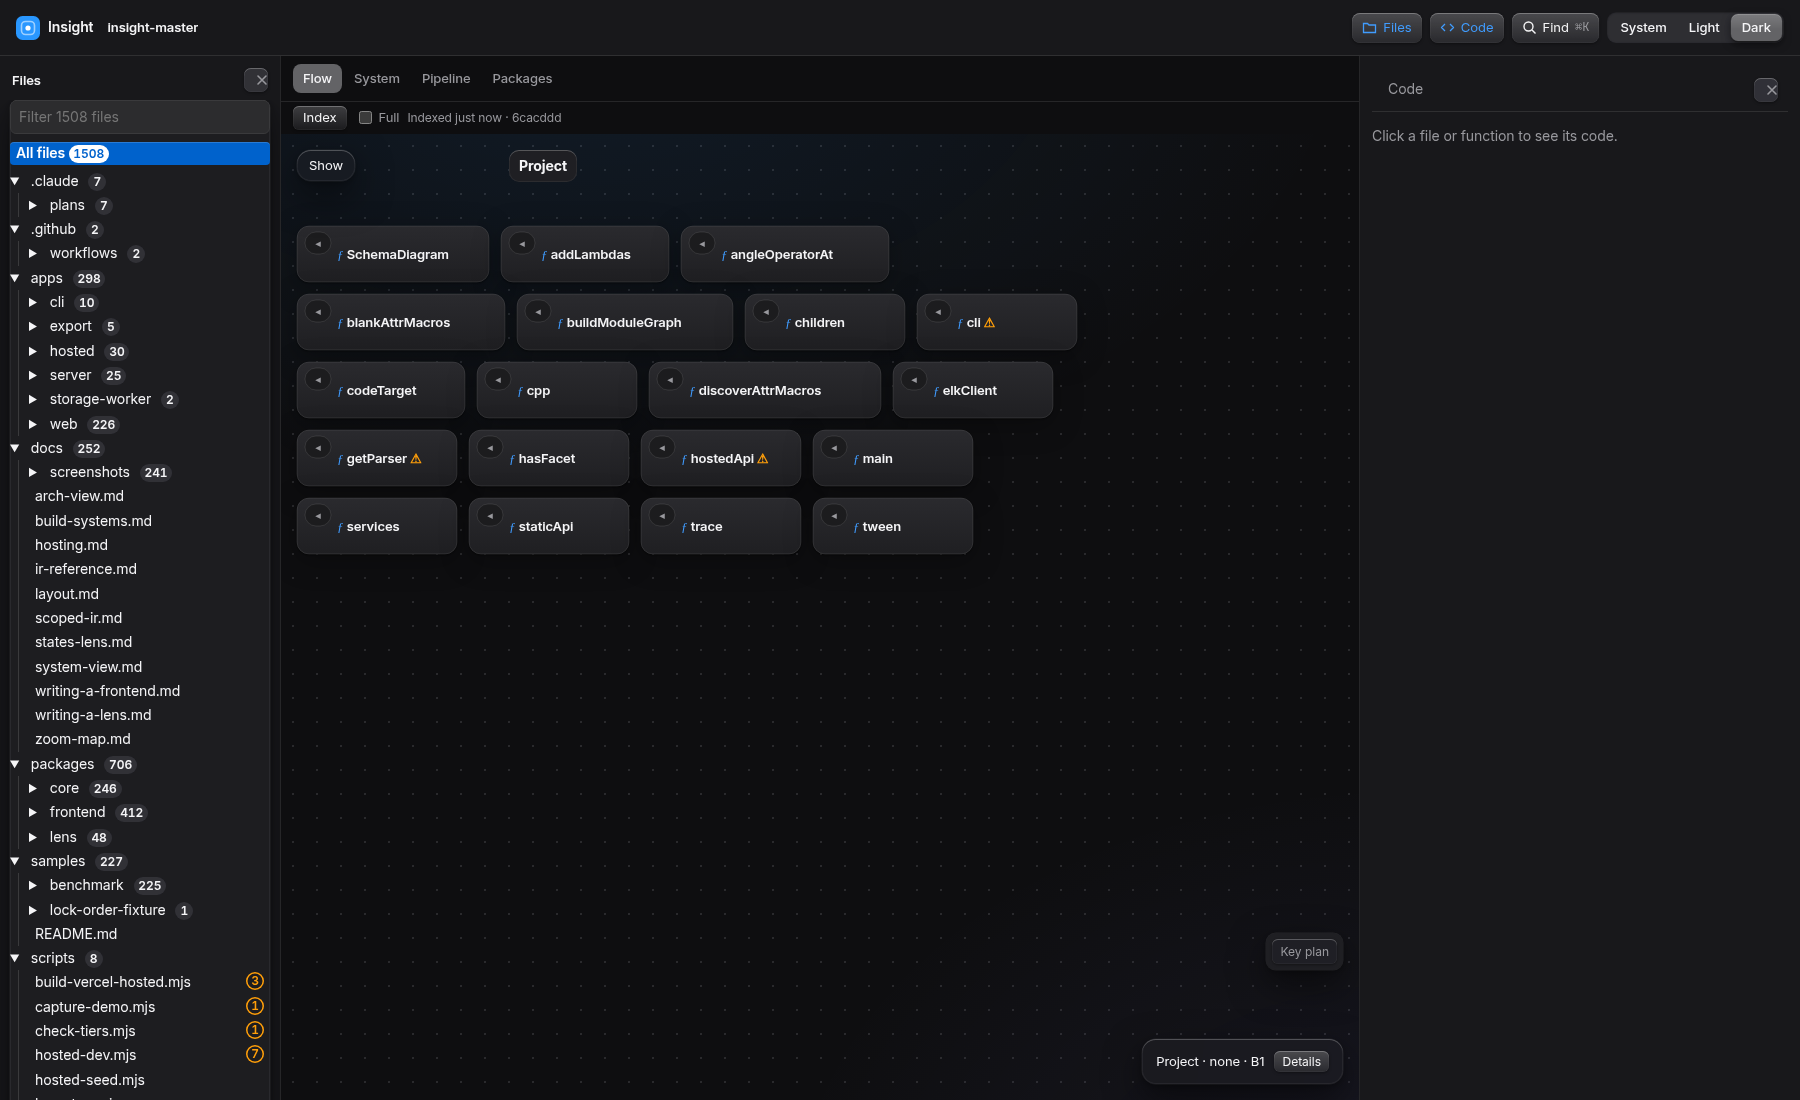 Insight insight-master Files Code Find ⌘K System Light Dark
Files
Filter 1508 files
All files 1508
.claude 7
plans 7
.github 2
workflows 2
apps 298
cli 10
export 5
hosted 30
server 25
storage-worker 2
web 226
docs 252
screenshots 241
arch-view.md
build-systems.md
hosting.md
ir-reference.md
layout.md
scoped-ir.md
states-lens.md
system-view.md
writing-a-frontend.md
writing-a-lens.md
zoom-map.md
packages 706
core 246
frontend 412
lens 48
samples 227
benchmark 225
lock-order-fixture 1
README.md
scripts 8
build-vercel-hosted.mjs 3
capture-demo.mjs 1
check-tiers.mjs 1
hosted-dev.mjs 7
hosted-seed.mjs
Flow System Pipeline Packages
Index Full Indexed just now · 6cacddd
Show Project
ƒ SchemaDiagram ƒ addLambdas ƒ angleOperatorAt
ƒ blankAttrMacros ƒ buildModuleGraph ƒ children ƒ cli ⚠
ƒ codeTarget ƒ cpp ƒ discoverAttrMacros ƒ elkClient
ƒ getParser ⚠ ƒ hasFacet ƒ hostedApi ⚠ ƒ main
ƒ services ƒ staticApi ƒ trace ƒ tween
Key plan
Project · none · B1 Details
Code
Click a file or function to see its code.